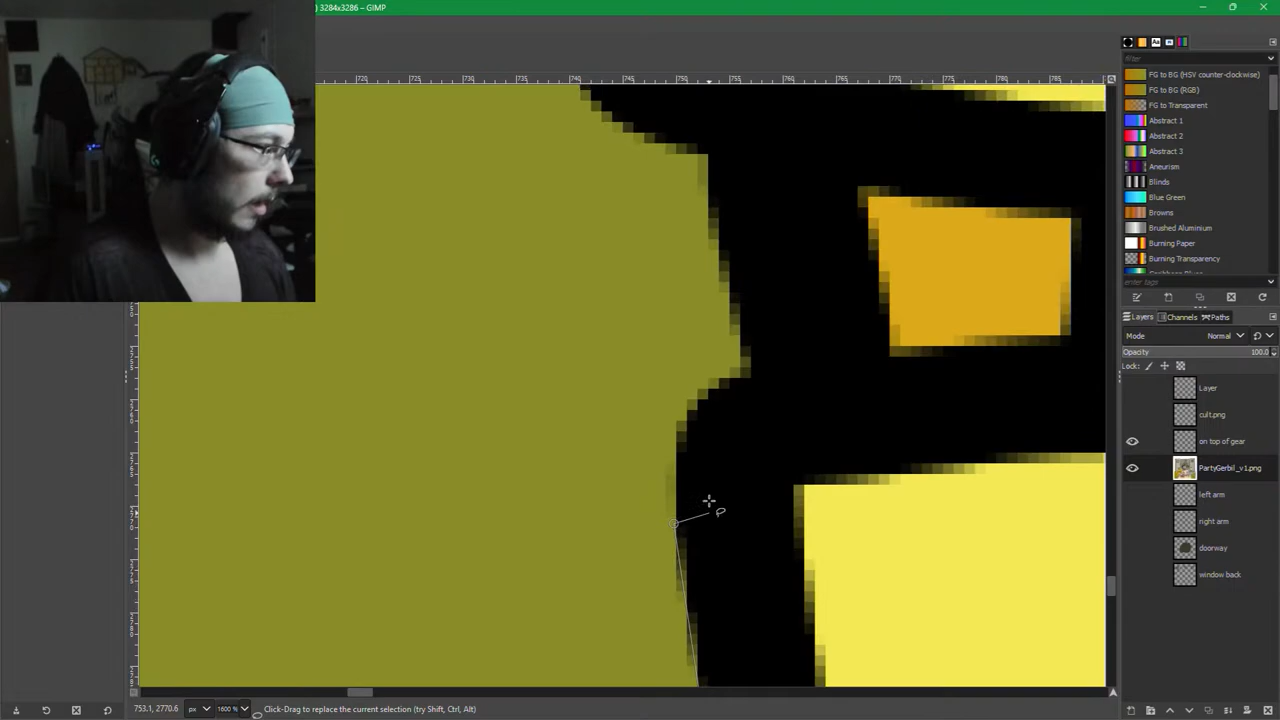 ) 3284x3286 – GIMP
720 725 730 735 740 745 750 755 760 765 770 775 780 785
filter
FG to BG (HSV counter-clockwise)
FG to BG (RGB)
FG to Transparent
Abstract 1
Abstract 2
Abstract 3
Aneurism
Blinds
Blue Green
Browns
Brushed Aluminium
Burning Paper
Burning Transparency
enter tags
Layers Channels Paths
Mode Normal
Opacity 100.0
Lock:
Layer
cult.png
on top of gear
PartyGerbil_v1.png
left arm
right arm
doorway
window back
753.1, 2770.6 px 1600 % Click-Drag to replace the current selection (try Shift, Ctrl, Alt)